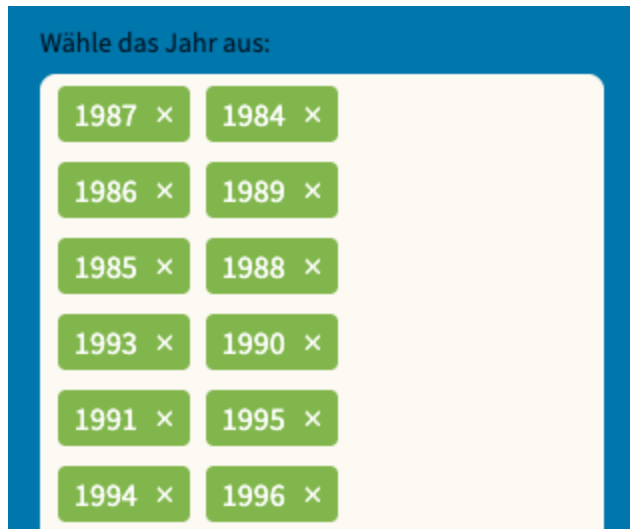 Wähle das Jahr aus:
1987 × 1984 ×
1986 × 1989 ×
1985 × 1988 ×
1993 × 1990 ×
1991 × 1995 ×
1994 × 1996 ×